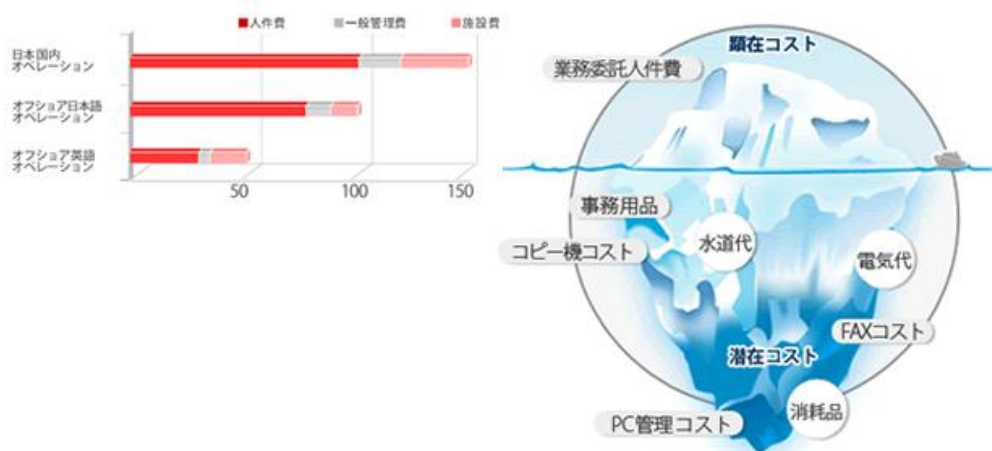 人件費
一般管理費
施設費
日本国内
オペレーション
オフショア日本語
オペレーション
オフショア英語
オペレーション
50
100
150
顕在コスト
業務委託人件費
事務用品
コピー機コスト
水道代
電気代
FAXコスト
潜在コスト
消耗品
PC管理コスト